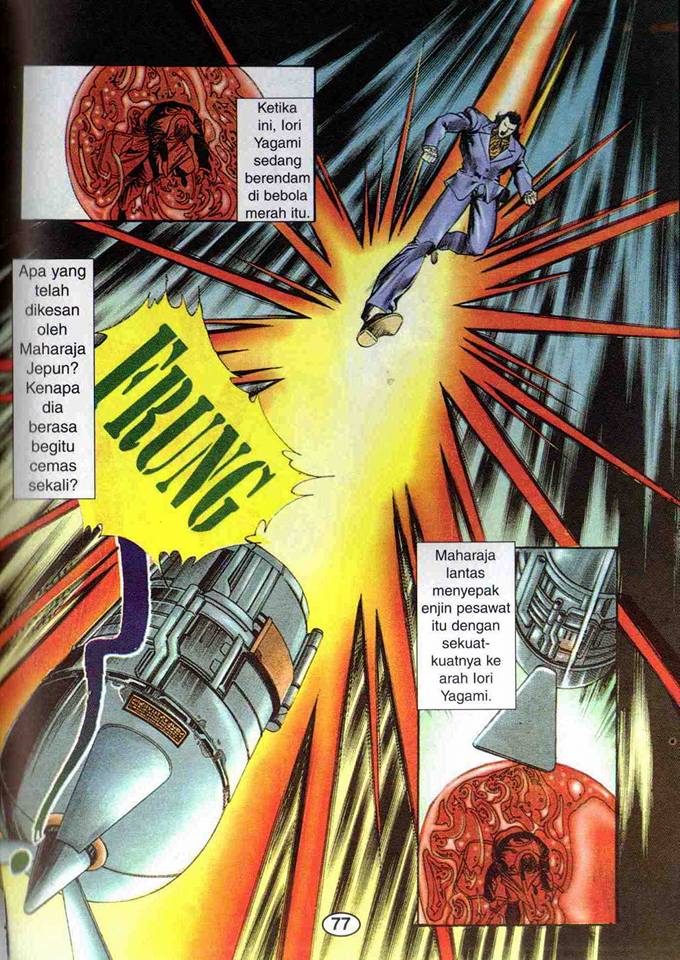 Ketika
ini, Iori
Yagami
sedang
berendam
di bebola
merah itu.
Apa yang
telah
dikesan
oleh
Maharaja
Jepun?
Kenapa
dia
berasa
begitu
cemas
sekali?
FRUNG
Maharaja
lantas
menyepak
enjin pesawat
itu dengan
sekuat-
kuatnya ke
arah Iori
Yagami.
77